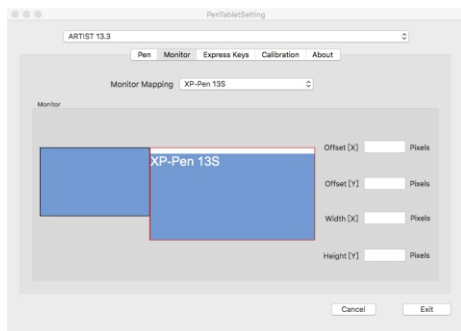 PenTabletSetting
ARTIST 13.3
Pen Monitor Express Keys Calibration About
Monitor Mapping XP-Pen 13S
Monitor
XP-Pen 13S
Offset [X] Pixels
Offset [Y] Pixels
Width [X] Pixels
Height [Y] Pixels
Cancel Exit